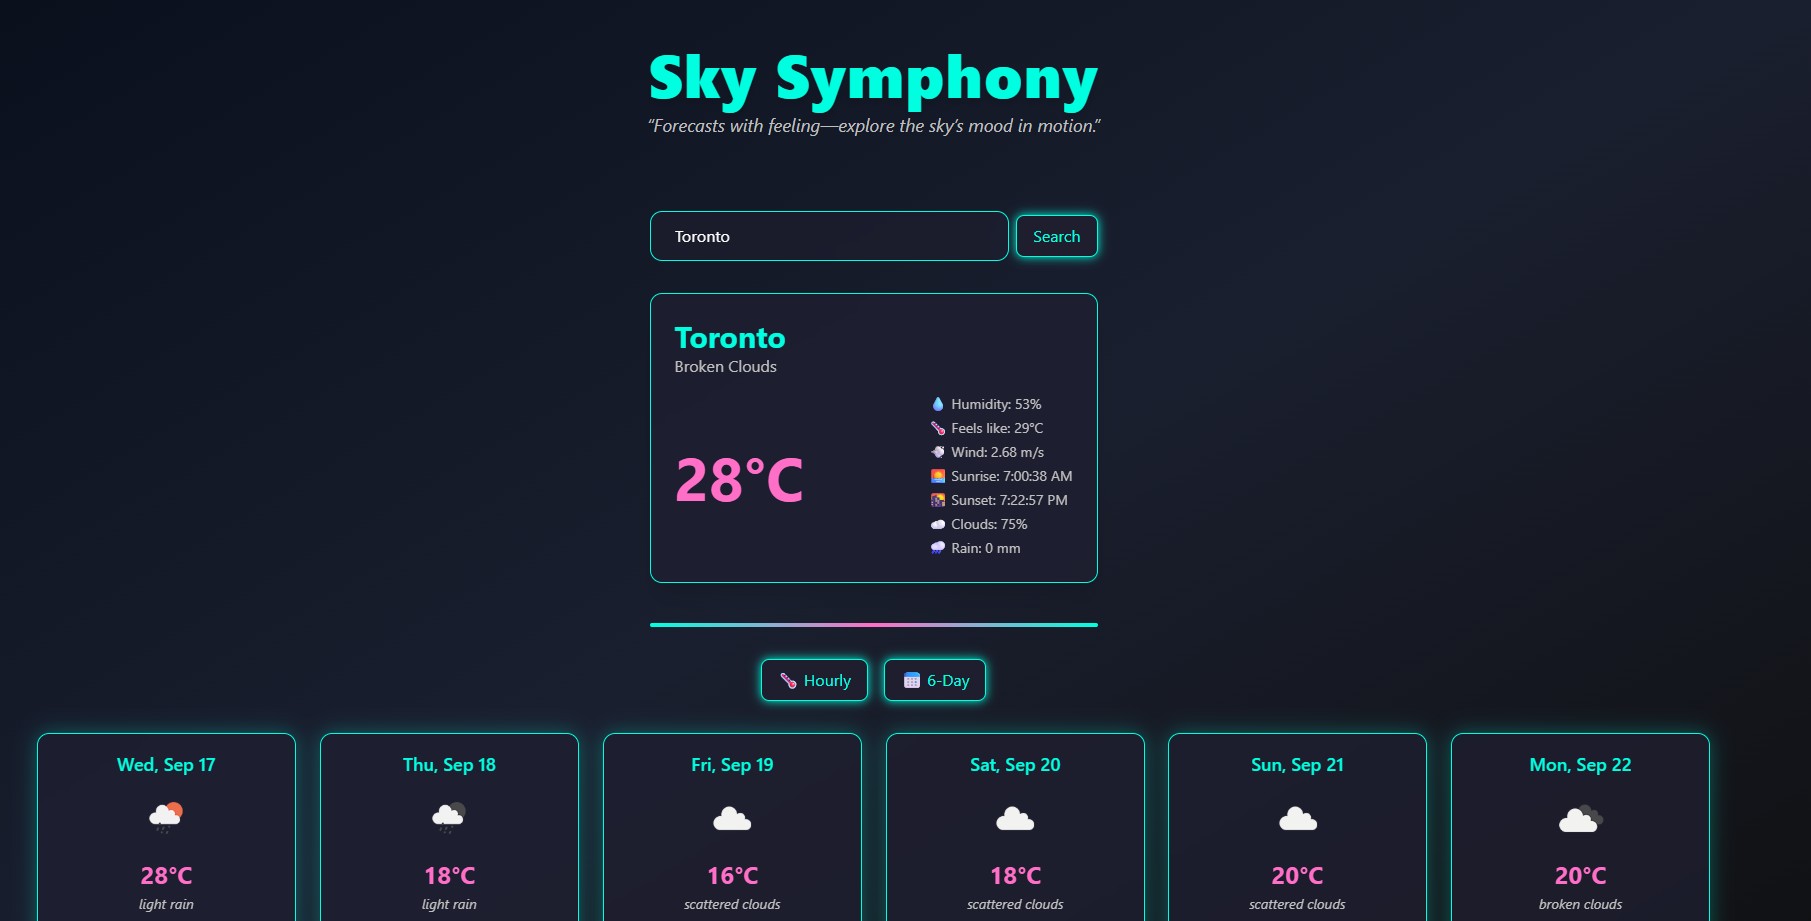 Sky Symphony
“Forecasts with feeling—explore the sky’s mood in motion.”
Toronto
Search
Toronto
Broken Clouds
28°C
Humidity: 53%
Feels like: 29°C
Wind: 2.68 m/s
Sunrise: 7:00:38 AM
Sunset: 7:22:57 PM
Clouds: 75%
Rain: 0 mm
Hourly
6-Day
Wed, Sep 17
28°C
light rain
Thu, Sep 18
18°C
light rain
Fri, Sep 19
16°C
scattered clouds
Sat, Sep 20
18°C
scattered clouds
Sun, Sep 21
20°C
scattered clouds
Mon, Sep 22
20°C
broken clouds